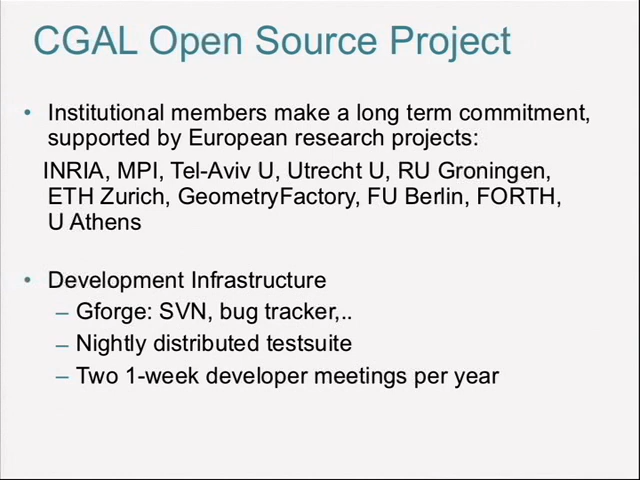 CGAL Open Source Project
• Institutional members make a long term commitment,
supported by European research projects:
INRIA, MPI, Tel-Aviv U, Utrecht U, RU Groningen,
ETH Zurich, GeometryFactory, FU Berlin, FORTH,
U Athens
• Development Infrastructure
– Gforge: SVN, bug tracker,..
– Nightly distributed testsuite
– Two 1-week developer meetings per year